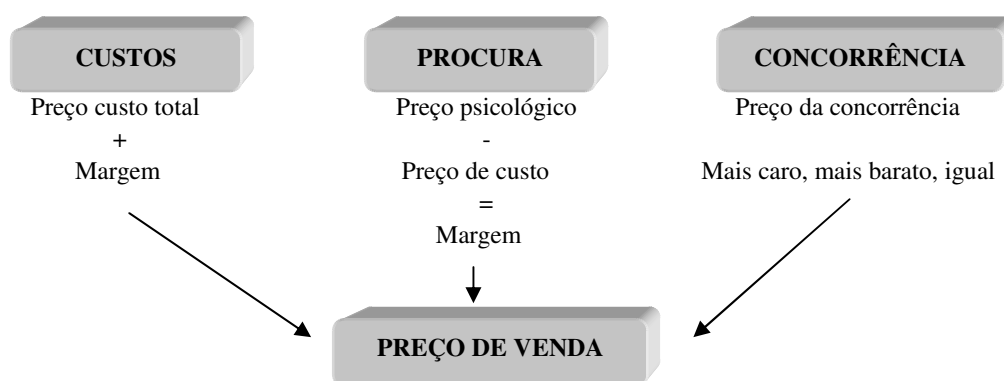 CUSTOS
Preço custo total
+
Margem
PROCURA
Preço psicológico
-
Preço de custo
=
Margem
CONCORRÊNCIA
Preço da concorrência
Mais caro, mais barato, igual
PREÇO DE VENDA